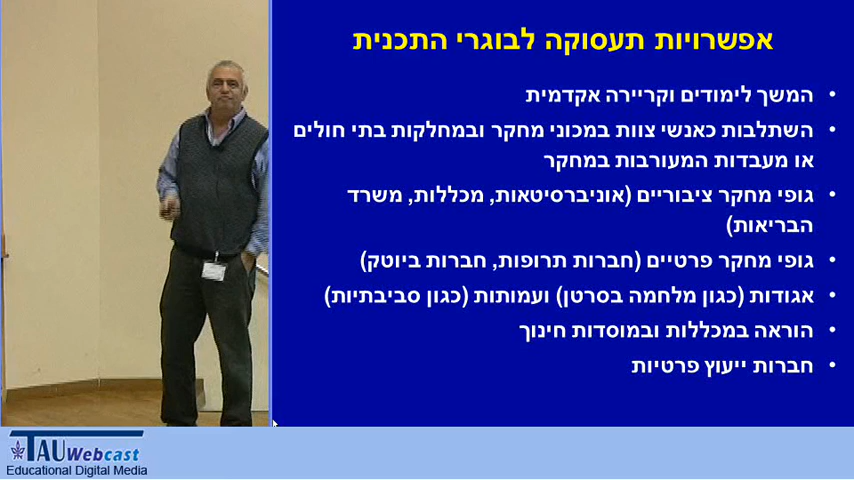 אפשרויות תעסוקה לבוגרי התכנית
• המשך לימודים וקריירה אקדמית
• השתלבות כאנשי צוות במכוני מחקר ובמחלקות בתי חולים
או מעבדות המעורבות במחקר
• גופי מחקר ציבוריים (אוניברסיטאות, מכללות, משרד
הבריאות)
• גופי מחקר פרטיים (חברות תרופות, חברות ביוטק)
• אגודות (כגון מלחמה בסרטן) ועמותות (כגון סביבתיות)
• הוראה במכללות ובמוסדות חינוך
• חברות ייעוץ פרטיות
TAU Webcast
Educational Digital Media